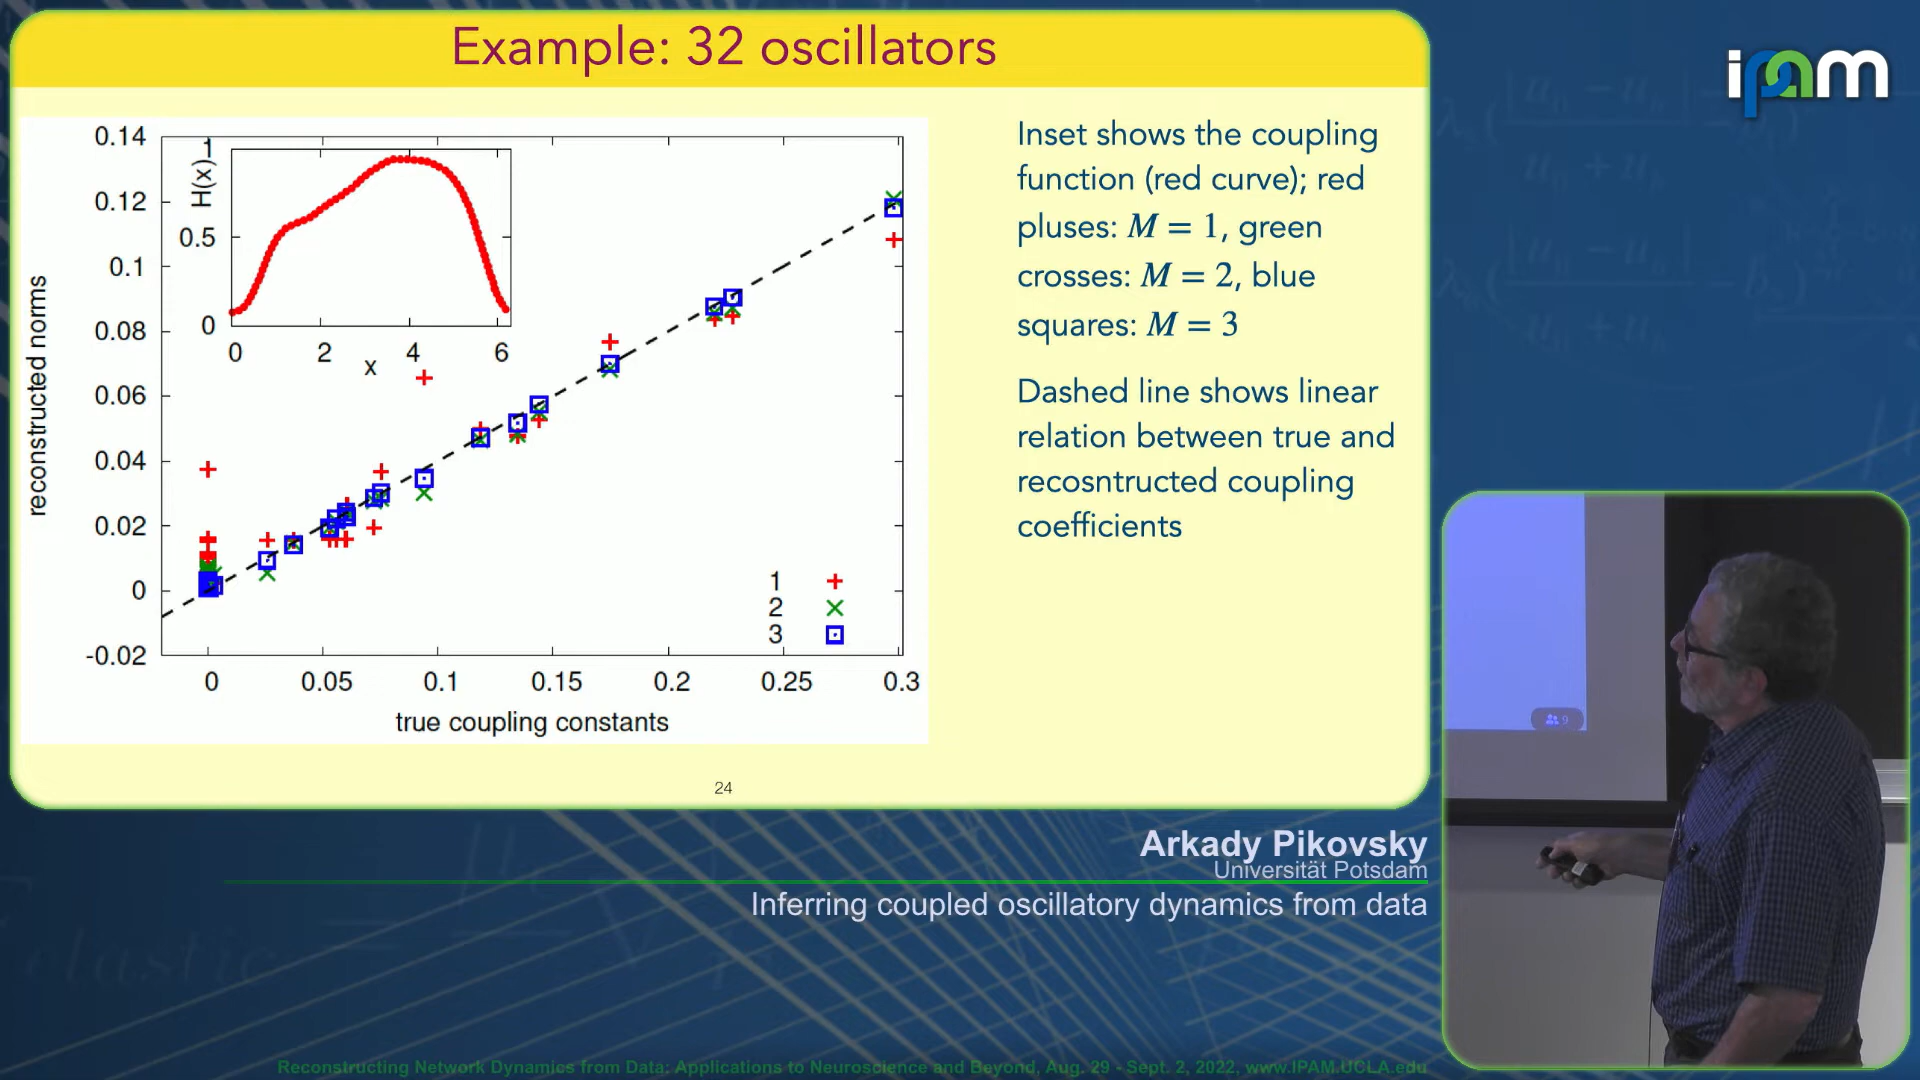 Example: 32 oscillators
ipam
0.14
0.12
0.1
0.08
0.06
0.04
0.02
0
-0.02
reconstructed norms
0
0.05
0.1
0.15
0.2
0.25
0.3
true coupling constants
1
0.5
0
H(x)
0
2
4
6
x
1
2
3
Inset shows the coupling
function (red curve); red
pluses: M = 1, green
crosses: M = 2, blue
squares: M = 3
Dashed line shows linear
relation between true and
recosntructed coupling
coefficients
24
9
Arkady Pikovsky
Universität Potsdam
Inferring coupled oscillatory dynamics from data
Reconstructing Network Dynamics from Data: Applications to Neuroscience and Beyond, Aug. 29 - Sept. 2, 2022, www.IPAM.UCLA.edu